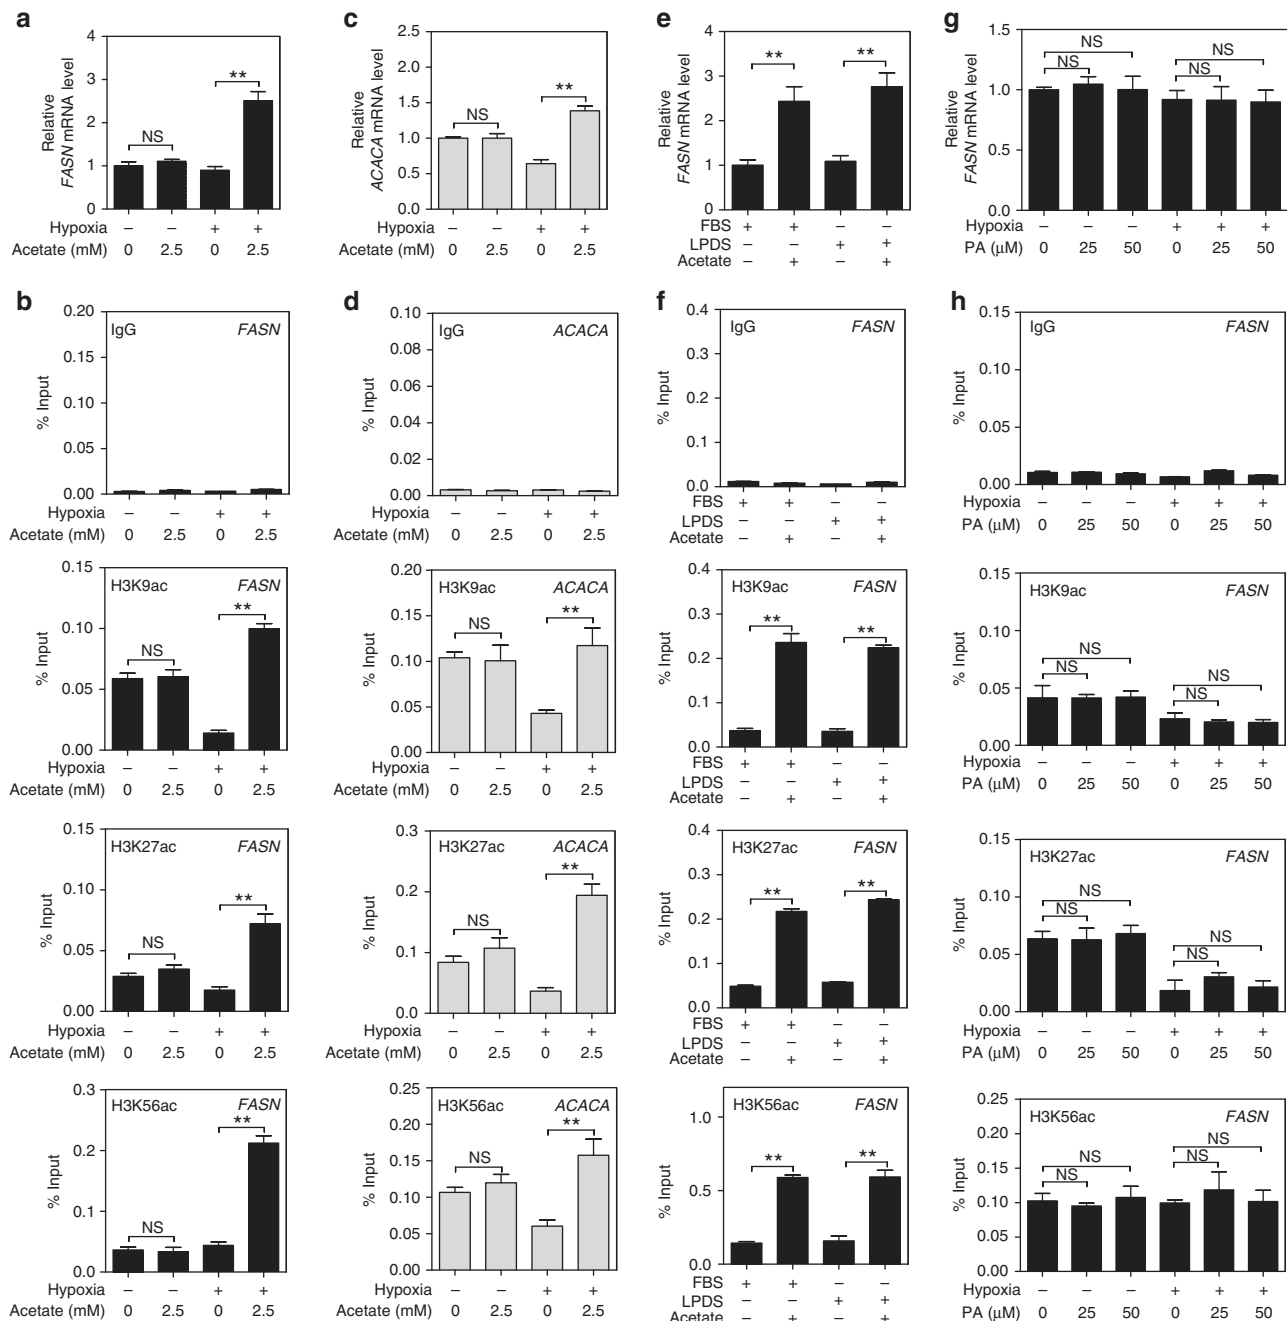 a
Relative
FASN mRNA level
4
3
2
1
0
NS
**
Hypoxia – – + +
Acetate (mM) 0 2.5 0 2.5
c
Relative
ACACA mRNA level
2.5
2.0
1.5
1.0
0.5
0.0
NS
**
– – + +
0 2.5 0 2.5
e
Relative
FASN mRNA level
4
3
2
1
0
**
**
FBS + + – –
LPDS – – + +
Acetate – + – +
g
Relative
FASN mRNA level
1.5
1.0
0.5
0.0
NS
NS
NS
NS
Hypoxia – – – + + +
PA (μM) 0 25 50 0 25 50
b
% Input
0.20
0.15
0.10
0.05
0.00
IgG FASN
Hypoxia – – + +
Acetate (mM) 0 2.5 0 2.5
% Input
0.15
0.10
0.05
0.00
H3K9ac FASN
NS
**
Hypoxia – – + +
Acetate (mM) 0 2.5 0 2.5
% Input
0.15
0.10
0.05
0.00
H3K27ac FASN
NS
**
Hypoxia – – + +
Acetate (mM) 0 2.5 0 2.5
% Input
0.3
0.2
0.1
0.0
H3K56ac FASN
NS
**
Hypoxia – – + +
Acetate (mM) 0 2.5 0 2.5
d
% Input
0.10
0.08
0.06
0.04
0.02
0.00
IgG ACACA
Hypoxia – – + +
Acetate (mM) 0 2.5 0 2.5
% Input
0.20
0.15
0.10
0.05
0.00
H3K9ac ACACA
NS
**
Hypoxia – – + +
Acetate (mM) 0 2.5 0 2.5
% Input
0.3
0.2
0.1
0.0
H3K27ac ACACA
NS
**
Hypoxia – – + +
Acetate (mM) 0 2.5 0 2.5
% Input
0.25
0.20
0.15
0.10
0.05
0.00
H3K56ac ACACA
NS
**
Hypoxia – – + +
Acetate (mM) 0 2.5 0 2.5
f
% Input
0.4
0.3
0.2
0.1
0.0
IgG FASN
FBS + + – –
LPDS – – + +
Acetate – + – +
% Input
0.4
0.3
0.2
0.1
0.0
H3K9ac FASN
**
**
FBS + + – –
LPDS – – + +
Acetate – + – +
% Input
0.4
0.3
0.2
0.1
0.0
H3K27ac FASN
**
**
FBS + + – –
LPDS – – + +
Acetate – + – +
% Input
1.0
0.5
0.0
H3K56ac FASN
**
**
FBS + + – –
LPDS – – + +
Acetate – + – +
h
% Input
0.15
0.10
0.05
0.00
IgG FASN
Hypoxia – – – + + +
PA (μM) 0 25 50 0 25 50
% Input
0.15
0.10
0.05
0.00
H3K9ac FASN
NS
NS
NS
NS
Hypoxia – – – + + +
PA (μM) 0 25 50 0 25 50
% Input
0.15
0.10
0.05
0.00
H3K27ac FASN
NS
NS
NS
NS
Hypoxia – – – + + +
PA (μM) 0 25 50 0 25 50
% Input
0.25
0.20
0.15
0.10
0.05
0.00
H3K56ac FASN
NS
NS
NS
NS
Hypoxia – – – + + +
PA (μM) 0 25 50 0 25 50